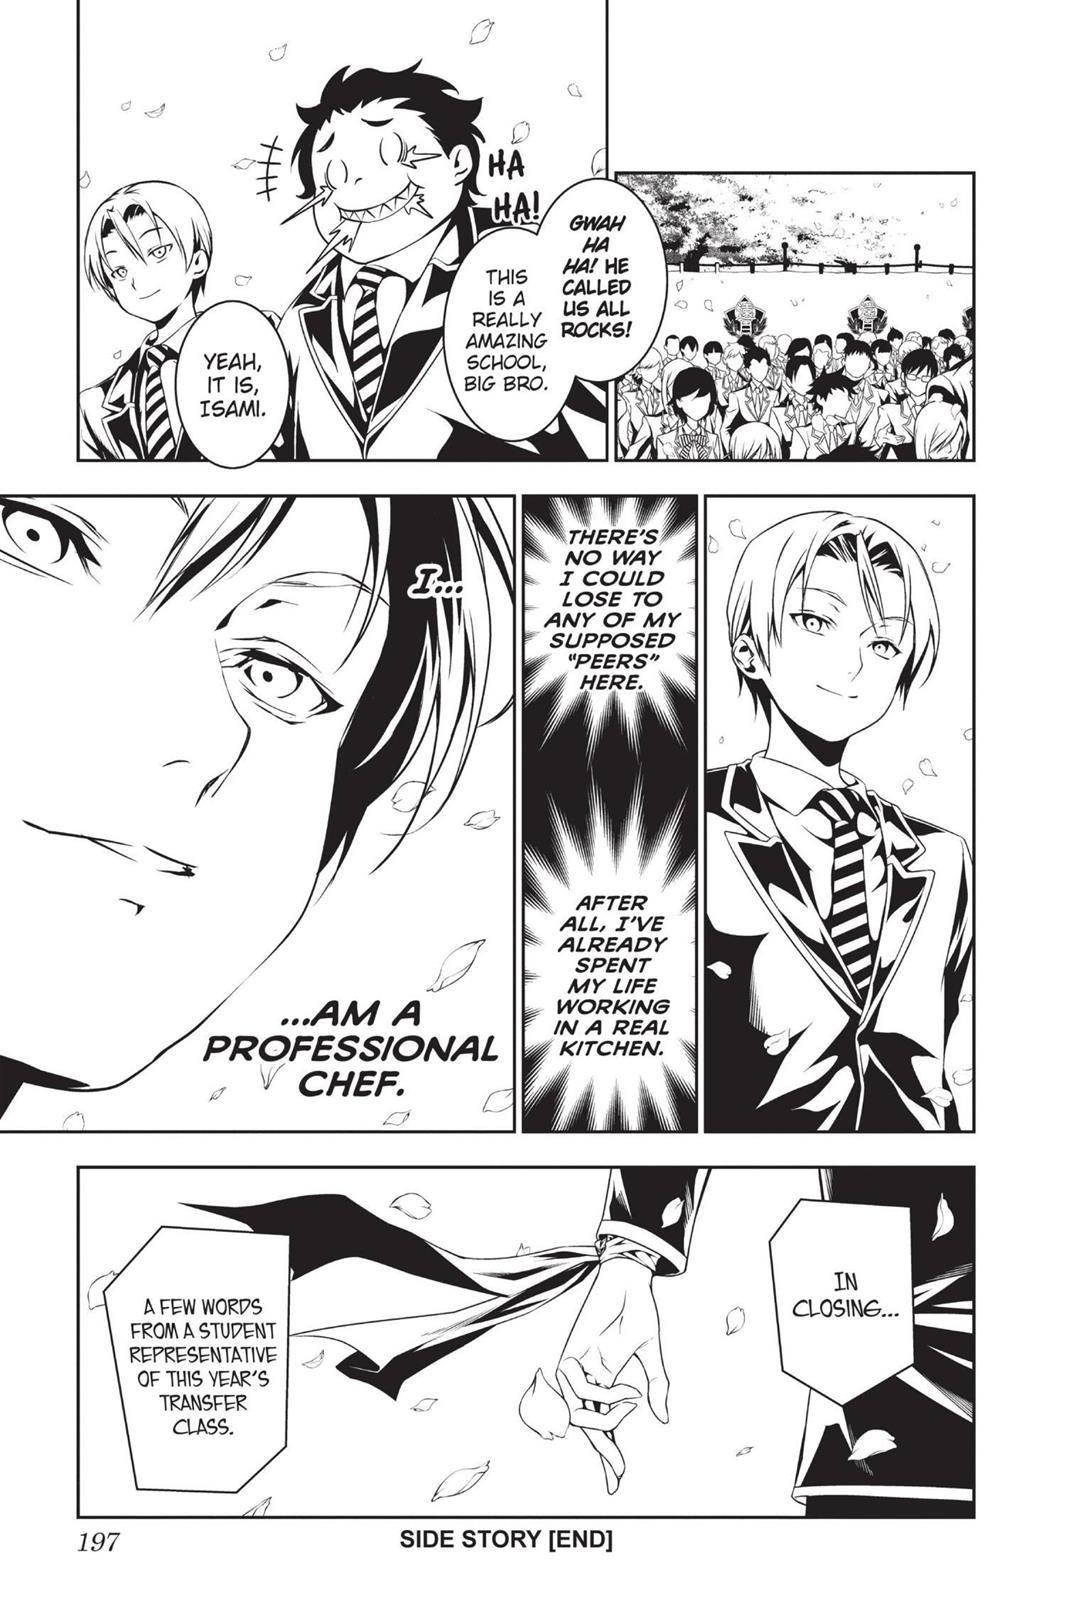 GWAH
HA
HA! HE
CALLED
US ALL
ROCKS!
THIS
IS A
REALLY
AMAZING
SCHOOL,
BIG BRO.
HA
HA!
YEAH,
IT IS,
ISAMI.
THERE'S
NO WAY
I COULD
LOSE TO
ANY OF MY
SUPPOSED
"PEERS"
HERE.
AFTER
ALL, I'VE
ALREADY
SPENT
MY LIFE
WORKING
IN A REAL
KITCHEN.
I...
...AM A
PROFESSIONAL
CHEF.
IN
CLOSING...
A FEW WORDS
FROM A STUDENT
REPRESENTATIVE
OF THIS YEAR'S
TRANSFER
CLASS.
197
SIDE STORY [END]